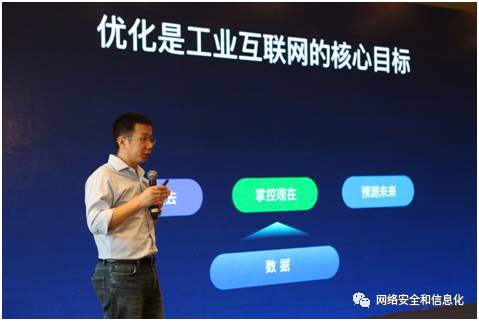 优化是工业互联网的核心目标
去
掌控现在
预测未来
数据
网络安全和信息化